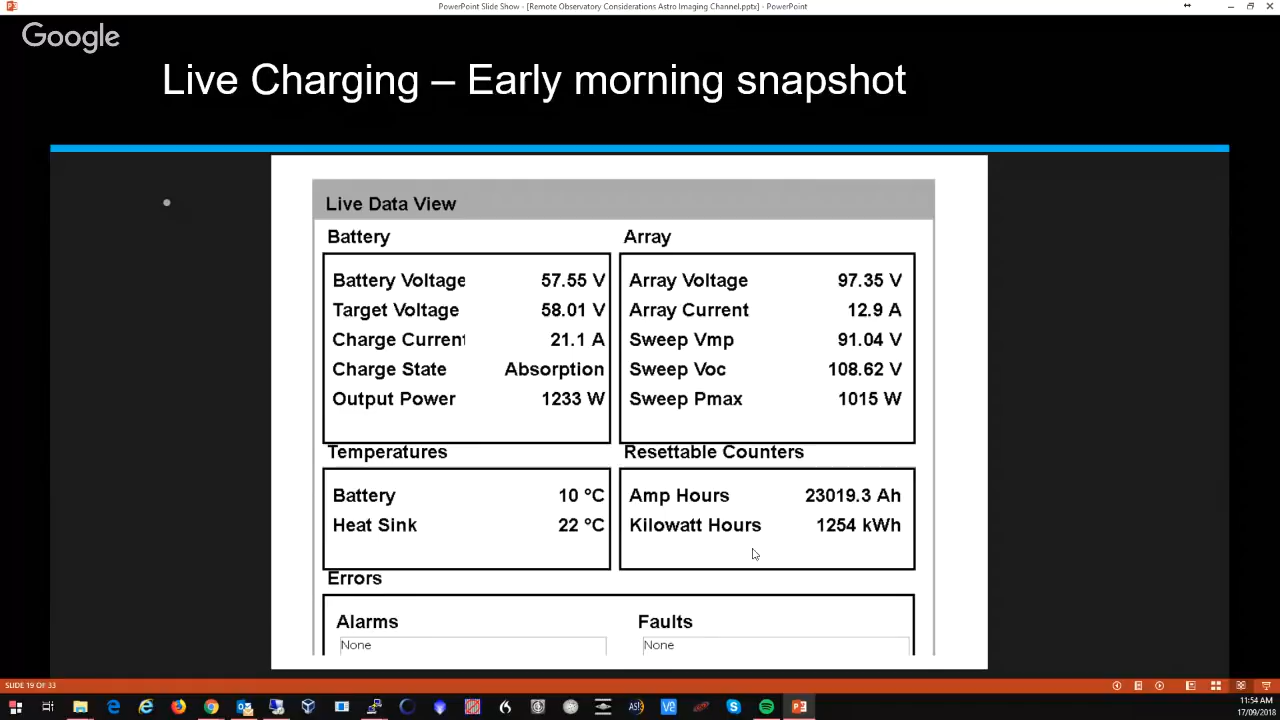 PowerPoint Slide Show - [Remote Observatory Considerations Astro Imaging Channel.pptx] - PowerPoint
Google
Live Charging – Early morning snapshot
Live Data View
Battery
Battery Voltage 57.55 V
Target Voltage 58.01 V
Charge Current 21.1 A
Charge State Absorption
Output Power 1233 W
Array
Array Voltage 97.35 V
Array Current 12.9 A
Sweep Vmp 91.04 V
Sweep Voc 108.62 V
Sweep Pmax 1015 W
Temperatures
Battery 10 °C
Heat Sink 22 °C
Resettable Counters
Amp Hours 23019.3 Ah
Kilowatt Hours 1254 kWh
Errors
Alarms
None
Faults
None
SLIDE 19 OF 33
11:54 AM
17/09/2018